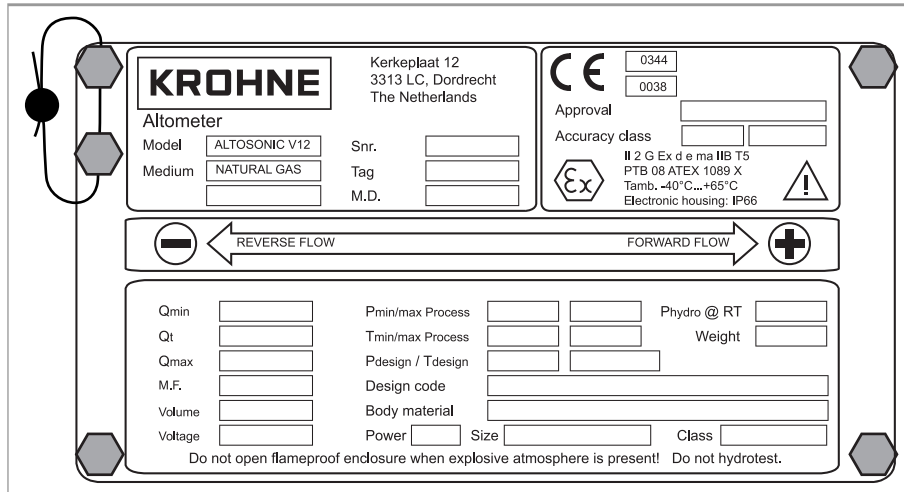 KROHNE
Kerkeplaat 12
3313 LC, Dordrecht
The Netherlands
Altometer
Model ALTOSONIC V12 Snr.
Medium NATURAL GAS Tag
M.D.
CE 0344
0038
Approval
Accuracy class
Ex
II 2 G Ex d e ma IIB T5
PTB 08 ATEX 1089 X
Tamb. -40°C...+65°C
Electronic housing: IP66
− REVERSE FLOW FORWARD FLOW +
Qmin Pmin/max Process Phydro @ RT
Qt Tmin/max Process Weight
Qmax Pdesign / Tdesign
M.F. Design code
Volume Body material
Voltage Power Size Class
Do not open flameproof enclosure when explosive atmosphere is present! Do not hydrotest.